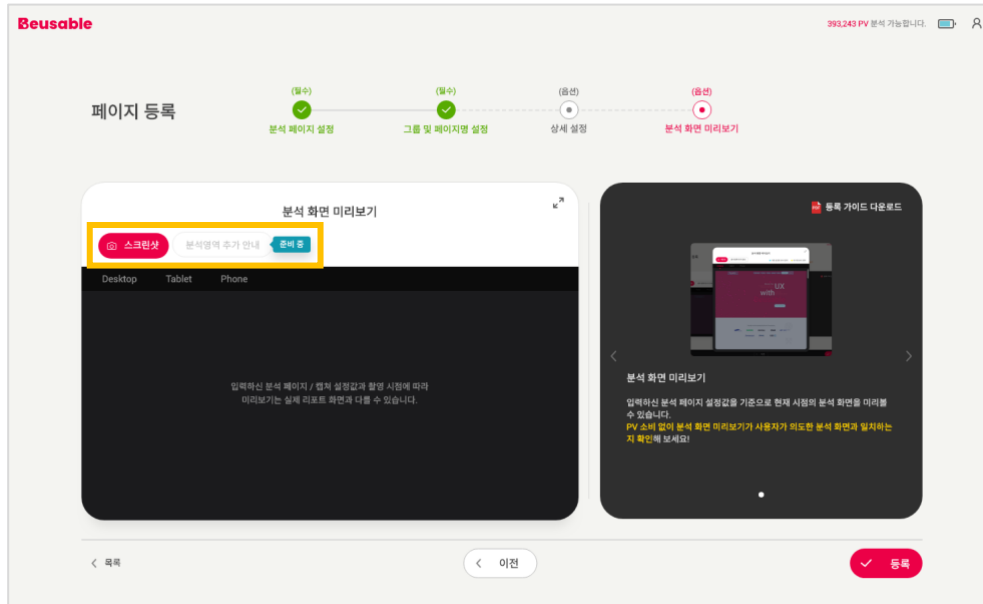 Beusable
393,243 PV 분석 가능합니다.
페이지 등록
(필수)
분석 페이지 설정
(필수)
그룹 및 페이지명 설정
(옵션)
상세 설정
(옵션)
분석 화면 미리보기
분석 화면 미리보기
스크린샷
분석영역 추가 안내
준비 중
Desktop Tablet Phone
입력하신 분석 페이지 / 캡처 설정값과 촬영 시점에 따라
미리보기는 실제 리포트 화면과 다를 수 있습니다.
등록 가이드 다운로드
UX
분석 화면 미리보기
입력하신 분석 페이지 설정값을 기준으로 현재 시점의 분석 화면을 미리볼
수 있습니다.
PV 소비 없이 분석 화면 미리보기가 사용자가 의도한 분석 화면과 일치하는
지 확인해 보세요!
목록
이전
등록